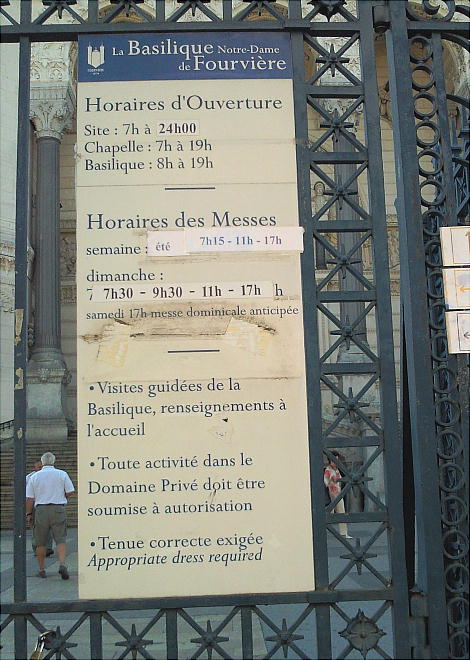 La Basilique Notre-Dame
de Fourvière
Horaires d'Ouverture
Site : 7h à 24h00
Chapelle : 7h à 19h
Basilique : 8h à 19h
Horaires des Messes
semaine : été 7h15 - 11h - 17h
dimanche :
7 7h30 - 9h30 - 11h - 17h h
samedi 17h messe dominicale anticipée
•Visites guidées de la
Basilique, renseignements à
l'accueil
•Toute activité dans le
Domaine Privé doit être
soumise à autorisation
•Tenue correcte exigée
Appropriate dress required